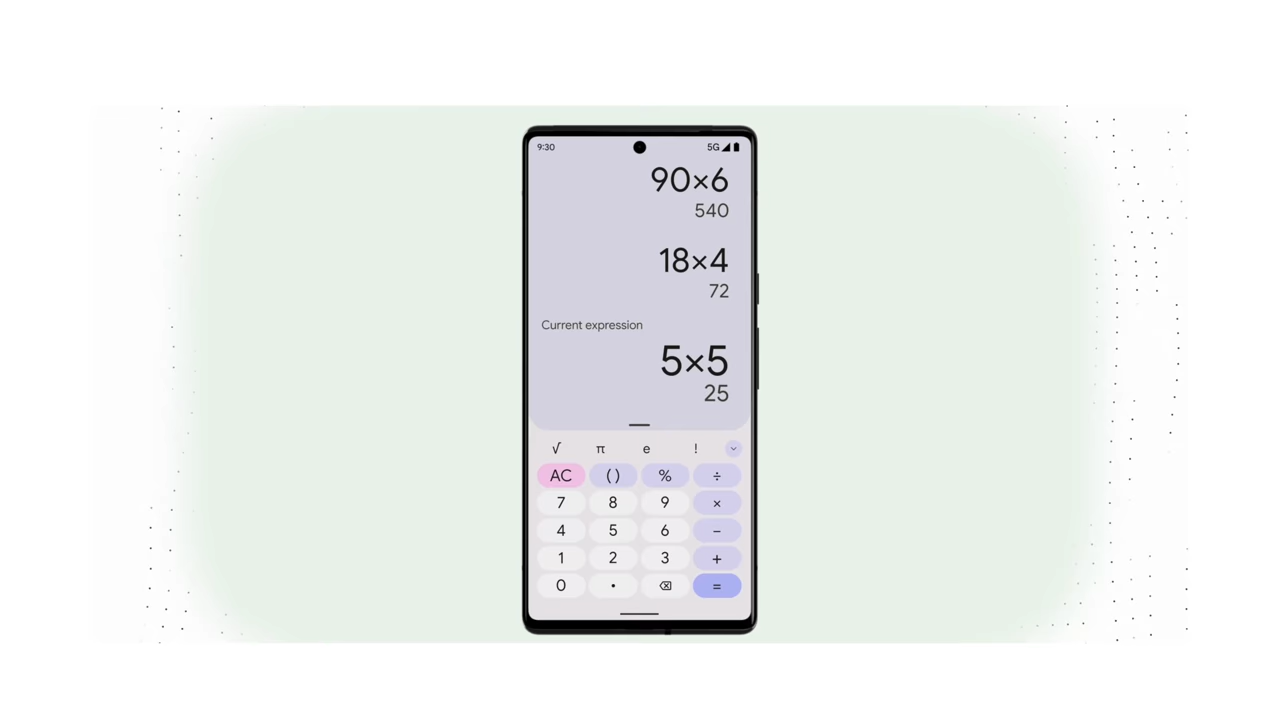 9:30 5G
90×6
540
18×4
72
Current expression
5×5
25
√ π e !
AC ( ) % ÷
7 8 9 ×
4 5 6 −
1 2 3 +
0 . =